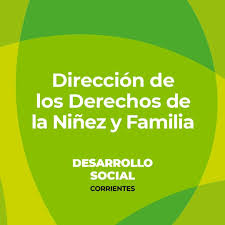 Dirección de
los Derechos de
la Niñez y Familia
DESARROLLO
SOCIAL
CORRIENTES